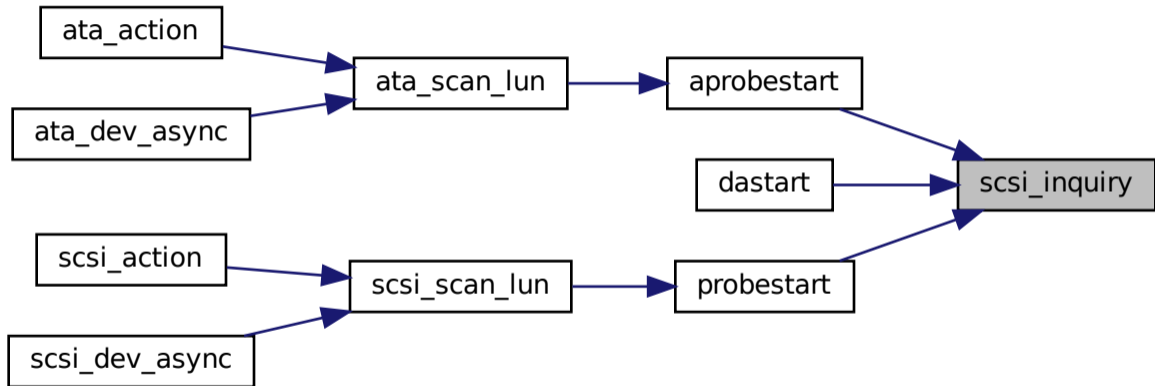 ata_action
ata_scan_lun
aprobestart
ata_dev_async
dastart
scsi_inquiry
scsi_action
scsi_scan_lun
probestart
scsi_dev_async